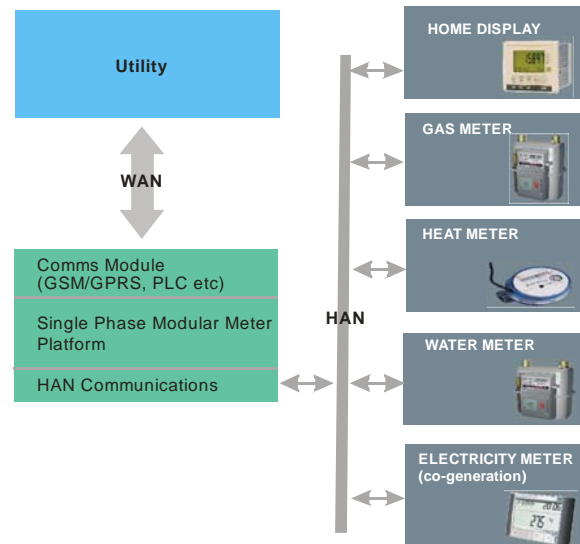 Utility
WAN
Comms Module
(GSM/GPRS, PLC etc)
Single Phase Modular Meter
Platform
HAN Communications
HAN
HOME DISPLAY
GAS METER
HEAT METER
WATER METER
ELECTRICITY METER
(co-generation)